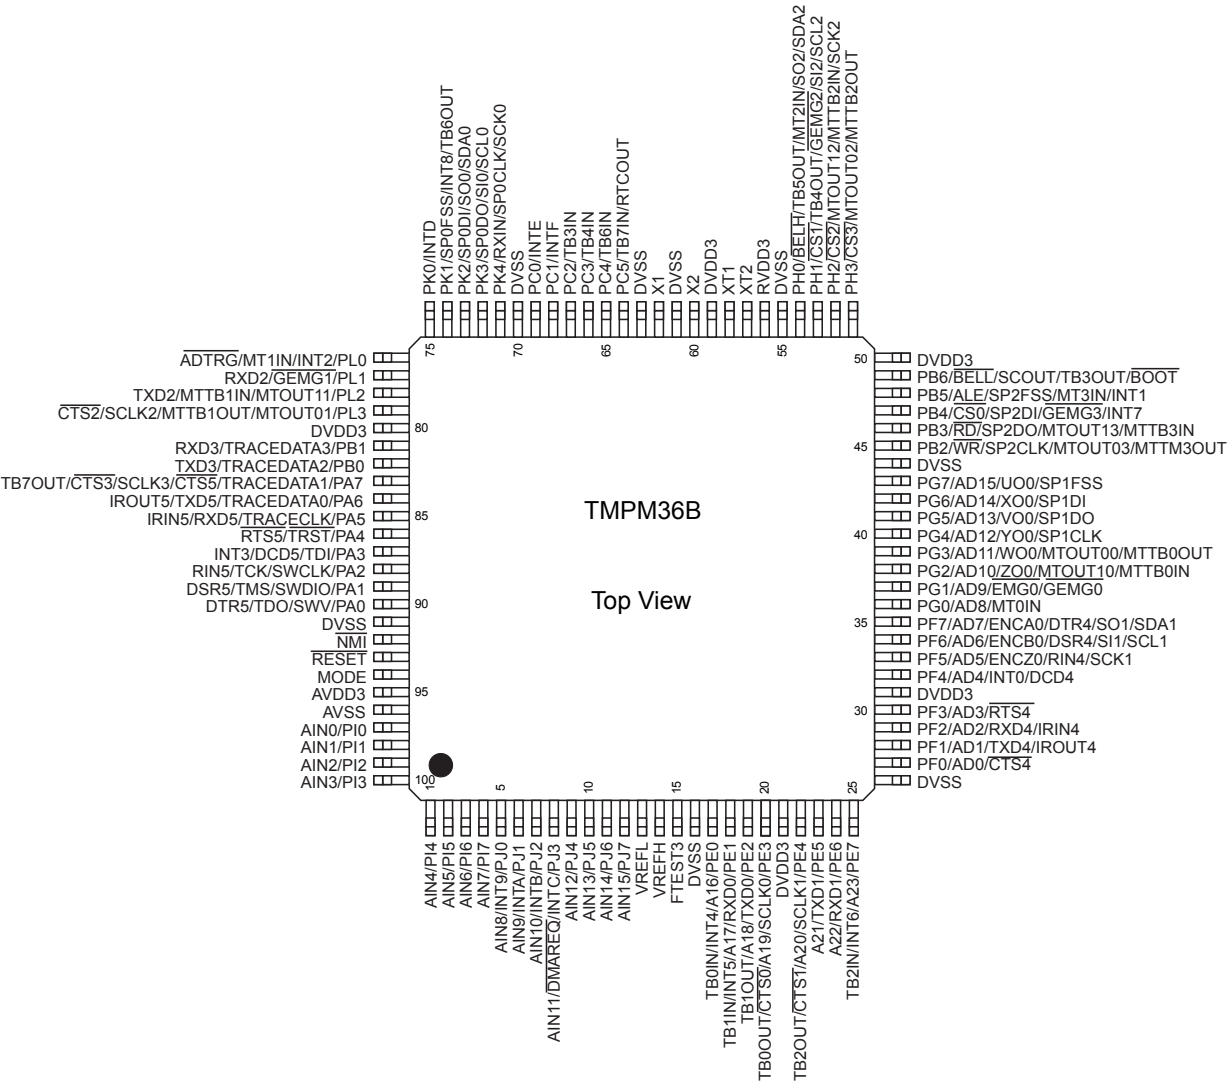 PK0/INTD
PK1/SP0FSS/INT8/TB6OUT
PK2/SP0DI/SO0/SDA0
PK3/SP0DO/SI0/SCL0
PK4/RXIN/SP0CLK/SCK0
DVSS
PC0/INTE
PC1/INTF
PC2/TB3IN
PC3/TB4IN
PC4/TB6IN
PC5/TB7IN/RTCOUT
DVSS
X1
DVSS
X2
DVDD3
XT1
XT2
RVDD3
DVSS
PH0/BELH/TB5OUT/MT2IN/SO2/SDA2
PH1/CS1/TB4OUT/GEMG2/SI2/SCL2
PH2/CS2/MTOUT12/MTTB2IN/SCK2
PH3/CS3/MTOUT02/MTTB2OUT
75
70
65
60
55
ADTRG/MT1IN/INT2/PL0
RXD2/GEMG1/PL1
TXD2/MTTB1IN/MTOUT11/PL2
CTS2/SCLK2/MTTB1OUT/MTOUT01/PL3
DVDD3
RXD3/TRACEDATA3/PB1
TXD3/TRACEDATA2/PB0
TB7OUT/CTS3/SCLK3/CTS5/TRACEDATA1/PA7
IROUT5/TXD5/TRACEDATA0/PA6
IRIN5/RXD5/TRACECLK/PA5
RTS5/TRST/PA4
INT3/DCD5/TDI/PA3
RIN5/TCK/SWCLK/PA2
DSR5/TMS/SWDIO/PA1
DTR5/TDO/SWV/PA0
DVSS
NMI
RESET
MODE
AVDD3
AVSS
AIN0/PI0
AIN1/PI1
AIN2/PI2
AIN3/PI3
80
85
90
95
100
TMPM36B
Top View
50
45
40
35
30
DVDD3
PB6/BELL/SCOUT/TB3OUT/BOOT
PB5/ALE/SP2FSS/MT3IN/INT1
PB4/CS0/SP2DI/GEMG3/INT7
PB3/RD/SP2DO/MTOUT13/MTTB3IN
PB2/WR/SP2CLK/MTOUT03/MTTM3OUT
DVSS
PG7/AD15/UO0/SP1FSS
PG6/AD14/XO0/SP1DI
PG5/AD13/VO0/SP1DO
PG4/AD12/YO0/SP1CLK
PG3/AD11/WO0/MTOUT00/MTTB0OUT
PG2/AD10/ZO0/MTOUT10/MTTB0IN
PG1/AD9/EMG0/GEMG0
PG0/AD8/MT0IN
PF7/AD7/ENCA0/DTR4/SO1/SDA1
PF6/AD6/ENCB0/DSR4/SI1/SCL1
PF5/AD5/ENCZ0/RIN4/SCK1
PF4/AD4/INT0/DCD4
DVDD3
PF3/AD3/RTS4
PF2/AD2/RXD4/IRIN4
PF1/AD1/TXD4/IROUT4
PF0/AD0/CTS4
DVSS
1
5
10
15
20
25
AIN4/PI4
AIN5/PI5
AIN6/PI6
AIN7/PI7
AIN8/INT9/PJ0
AIN9/INTA/PJ1
AIN10/INTB/PJ2
AIN11/DMAREQ/INTC/PJ3
AIN12/PJ4
AIN13/PJ5
AIN14/PJ6
AIN15/PJ7
VREFL
VREFH
FTEST3
DVSS
TB0IN/INT4/A16/PE0
TB1IN/INT5/A17/RXD0/PE1
TB1OUT/A18/TXD0/PE2
TB0OUT/CTS0/A19/SCLK0/PE3
DVDD3
TB2OUT/CTS1/A20/SCLK1/PE4
A21/TXD1/PE5
A22/RXD1/PE6
TB2IN/INT6/A23/PE7